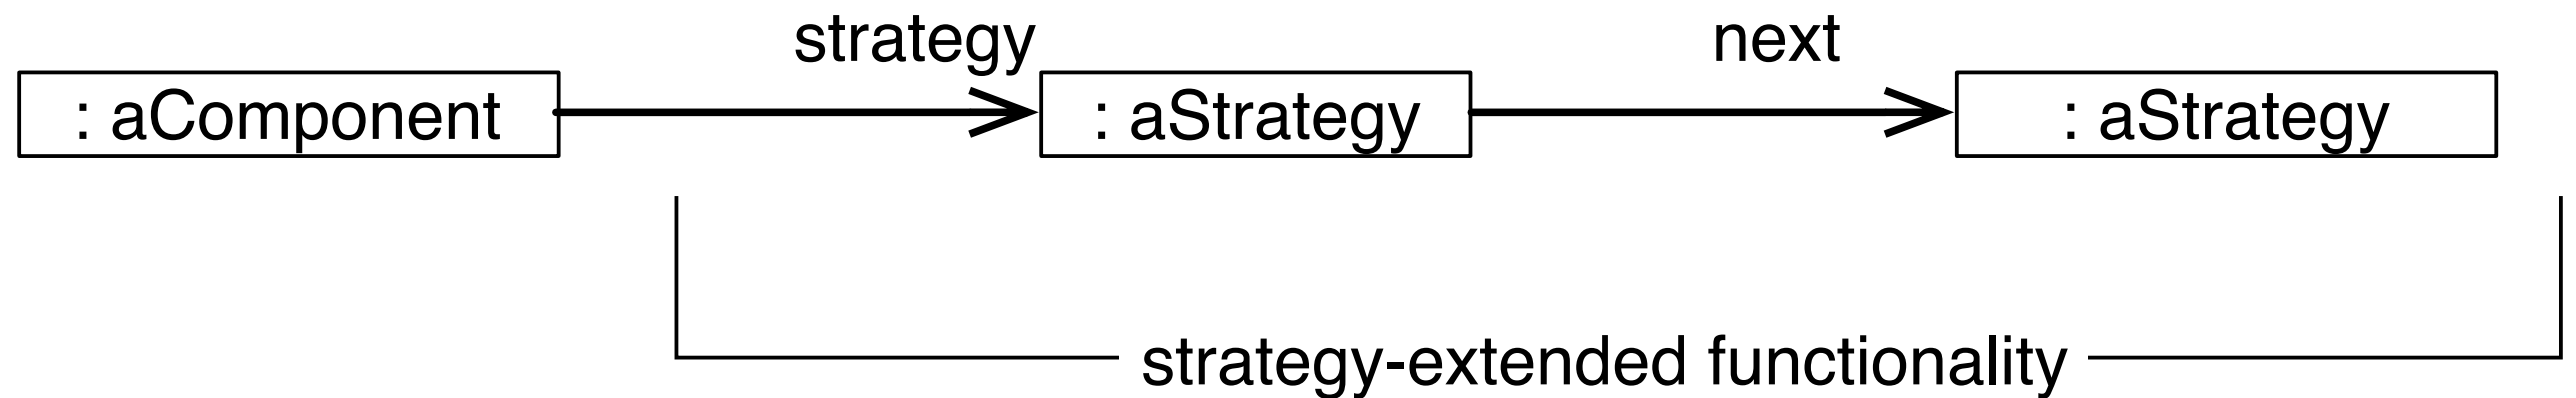 strategy
next
: aComponent
: aStrategy
: aStrategy
strategy-extended functionality